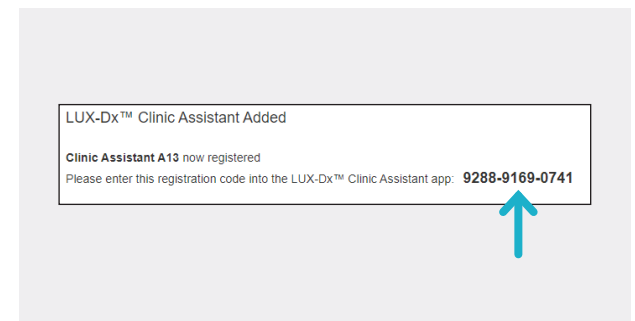 LUX-Dx™ Clinic Assistant Added
Clinic Assistant A13 now registered
Please enter this registration code into the LUX-Dx™ Clinic Assistant app: 9288-9169-0741